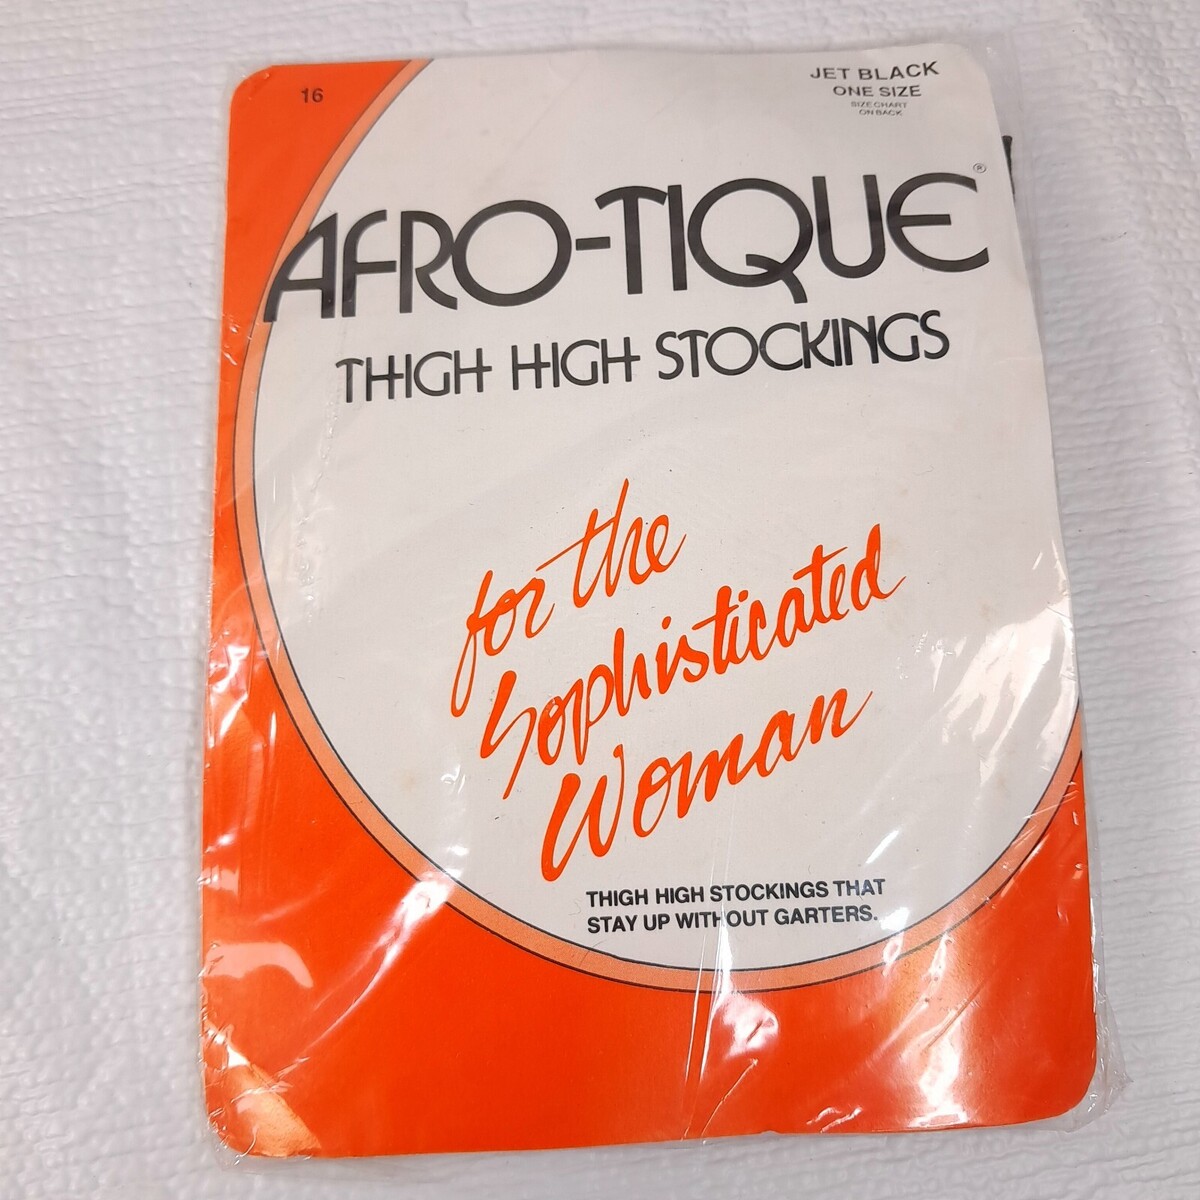 16
JET BLACK
ONE SIZE
SIZE CHART
ON BACK
AFRO-TIQUE®
THIGH HIGH STOCKINGS
for the
Sophisticated
Woman
THIGH HIGH STOCKINGS THAT
STAY UP WITHOUT GARTERS.